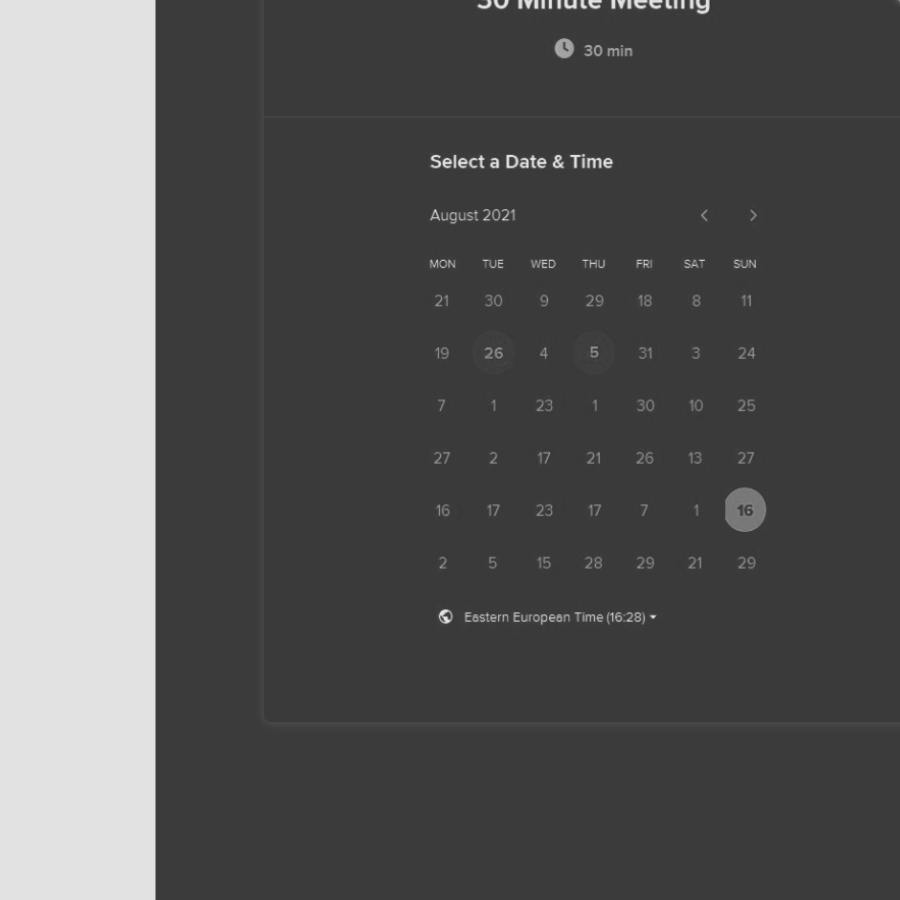 30 Minute Meeting
30 min
Select a Date & Time
August 2021
MON TUE WED THU FRI SAT SUN
21 30 9 29 18 8 11
19 26 4 5 31 3 24
7 1 23 1 30 10 25
27 2 17 21 26 13 27
16 17 23 17 7 1 16
2 5 15 28 29 21 29
Eastern European Time (16:28)